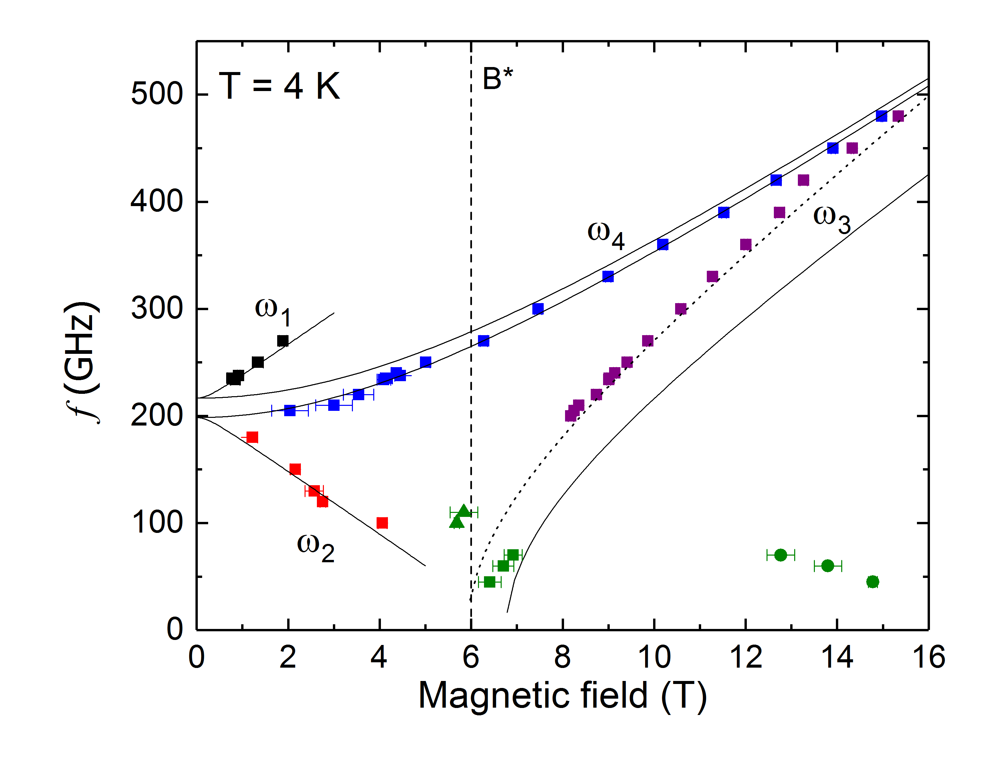 T = 4 K
B*
500
400
300
200
100
0
f (GHz)
ω1
ω2
ω4
ω3
0 2 4 6 8 10 12 14 16
Magnetic field (T)